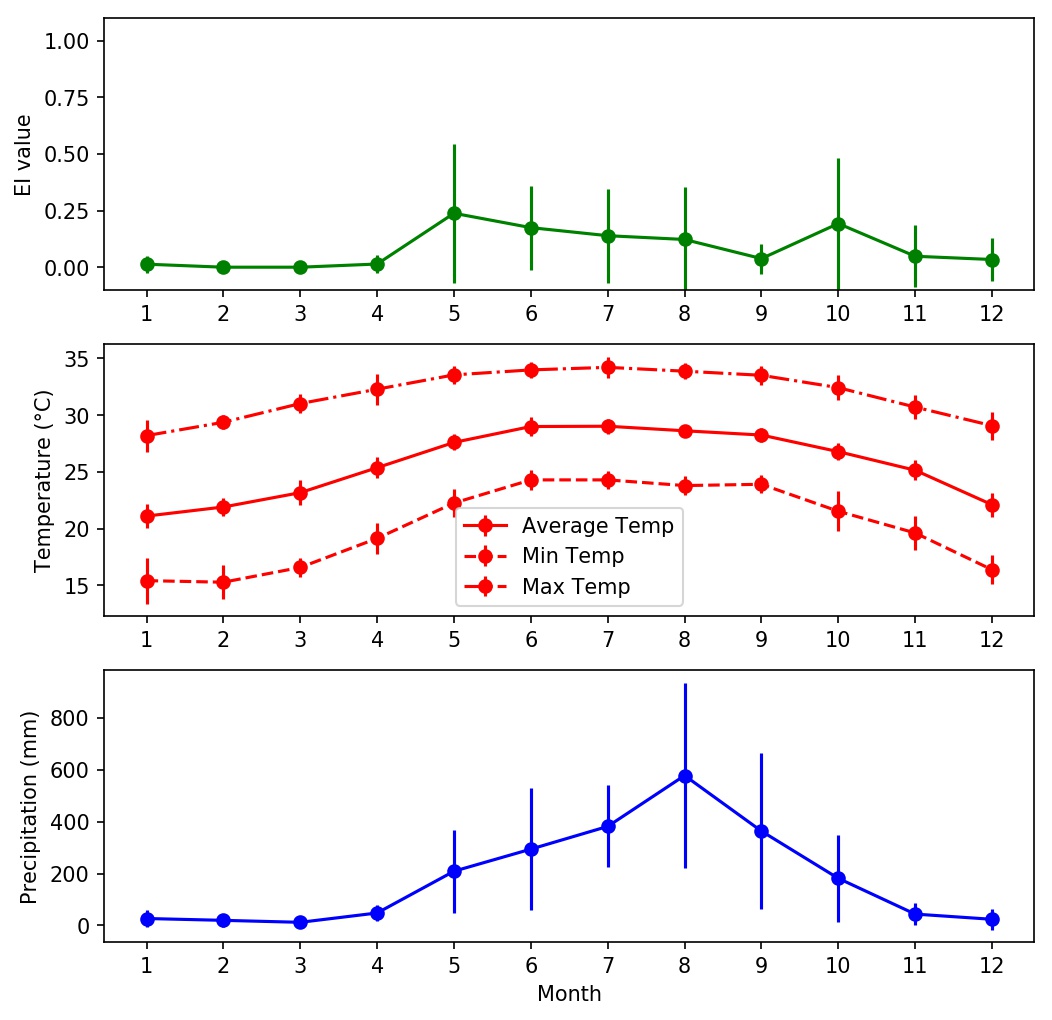 EI value
1.00
0.75
0.50
0.25
0.00
1 2 3 4 5 6 7 8 9 10 11 12
Temperature (°C)
35
30
25
20
15
Average Temp
Min Temp
Max Temp
1 2 3 4 5 6 7 8 9 10 11 12
Precipitation (mm)
800
600
400
200
0
1 2 3 4 5 6 7 8 9 10 11 12
Month